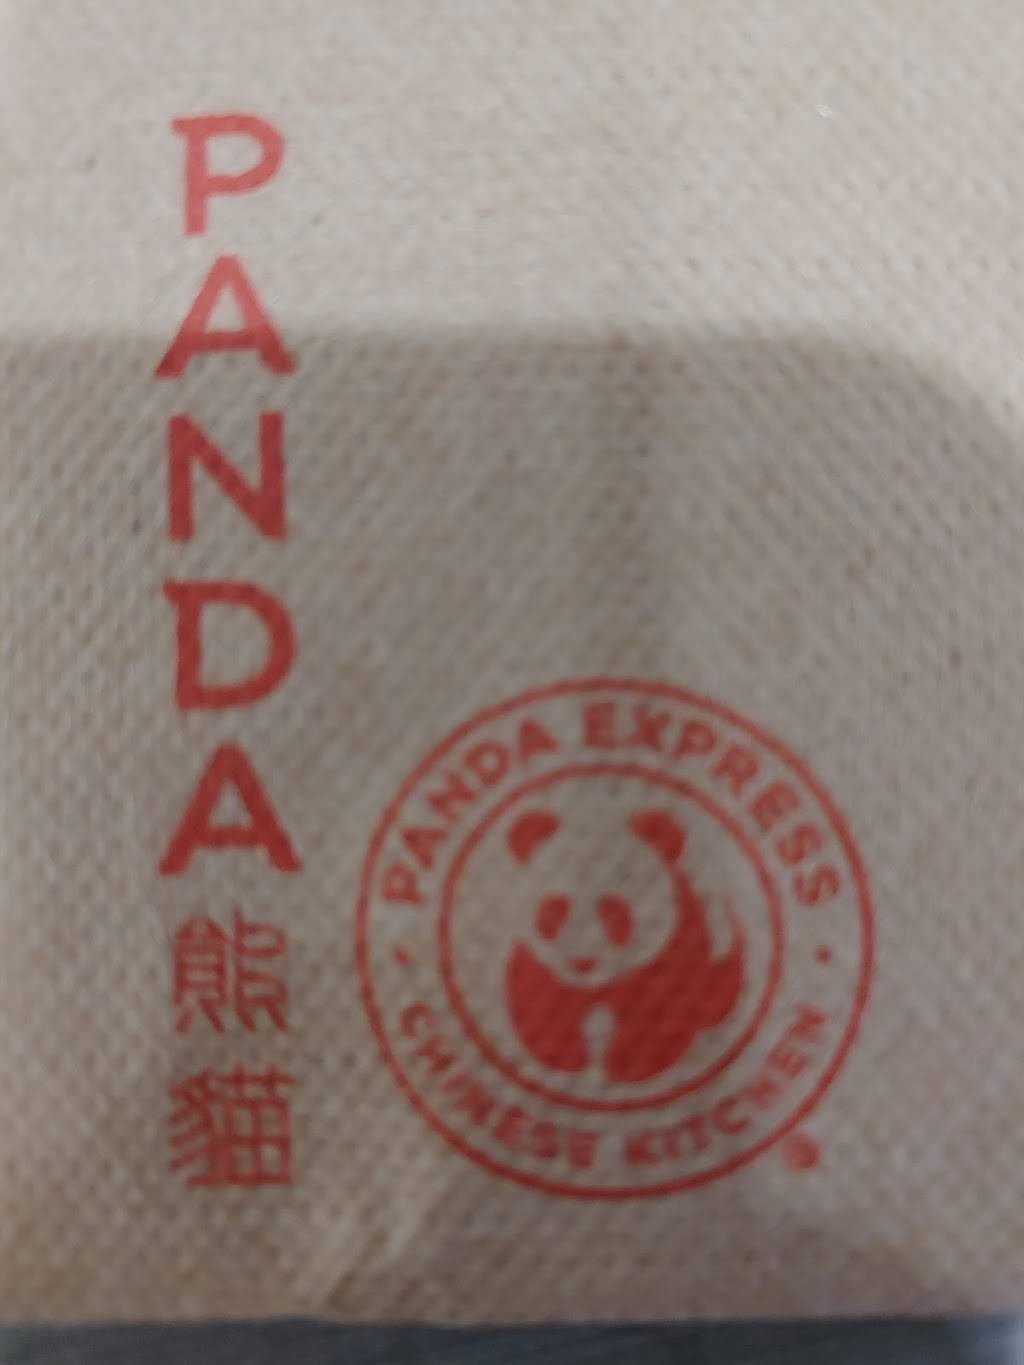 PANDA
熊貓
PANDA EXPRESS
CHINESE KITCHEN
®